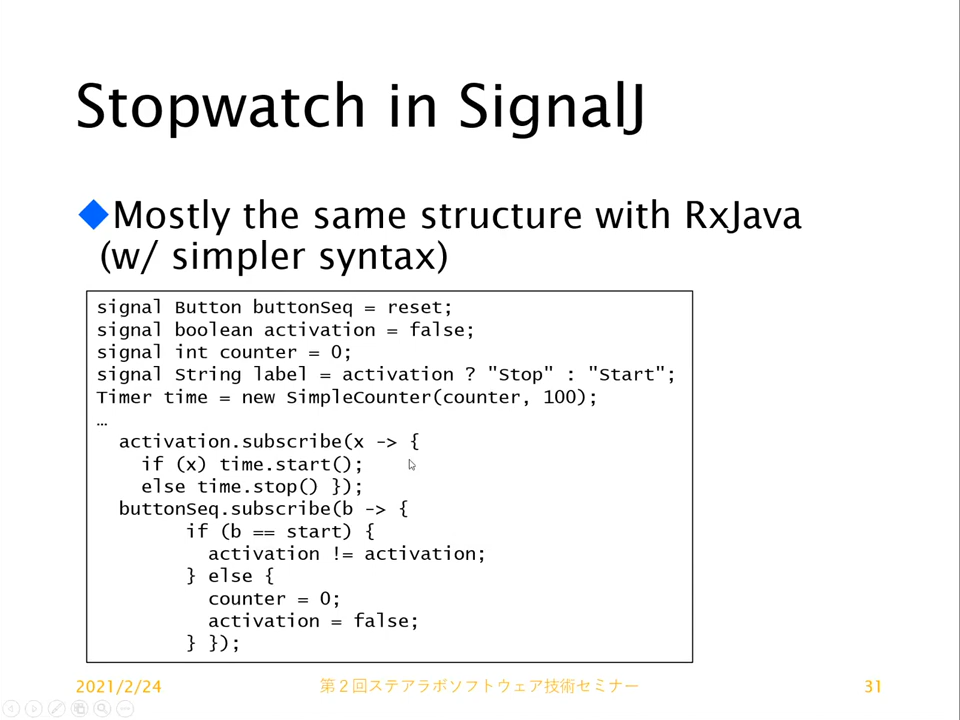 Stopwatch in SignalJ
◆Mostly the same structure with RxJava
(w/ simpler syntax)
signal Button buttonSeq = reset;
signal boolean activation = false;
signal int counter = 0;
signal String label = activation ? "Stop" : "Start";
Timer time = new SimpleCounter(counter, 100);
…
activation.subscribe(x -> {
if (x) time.start();
else time.stop() });
buttonSeq.subscribe(b -> {
if (b == start) {
activation != activation;
} else {
counter = 0;
activation = false;
} });
2021/2/24
第２回ステアラボソフトウェア技術セミナー
31